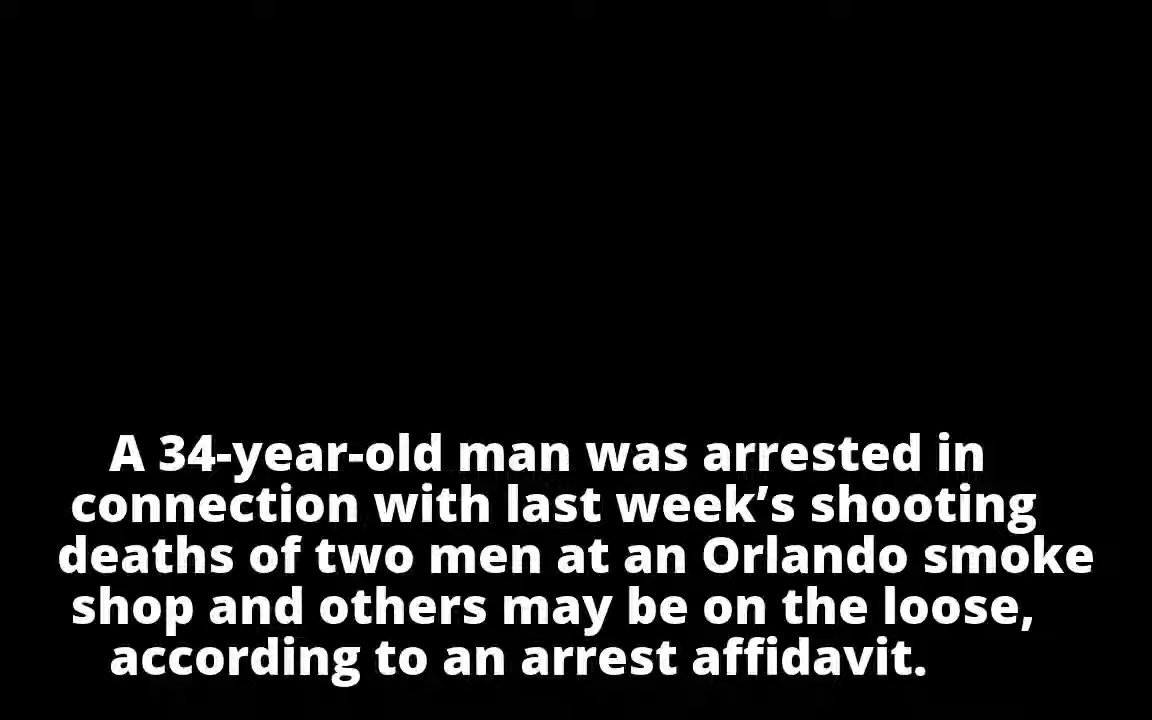 A 34-year-old man was arrested in
connection with last week’s shooting
deaths of two men at an Orlando smoke
shop and others may be on the loose,
according to an arrest affidavit.